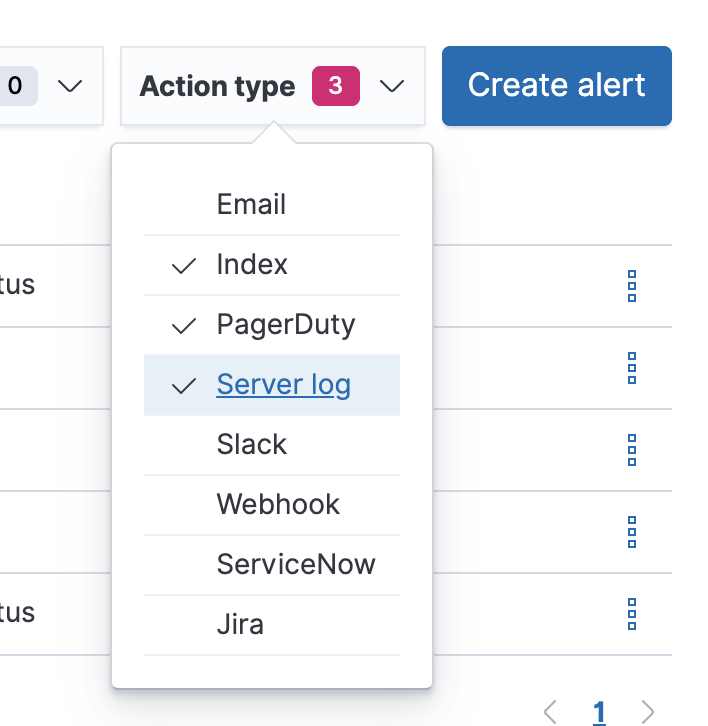 0
Action type 3
Create alert
Email
Index
tus
PagerDuty
Server log
Slack
Webhook
ServiceNow
Jira
tus
1